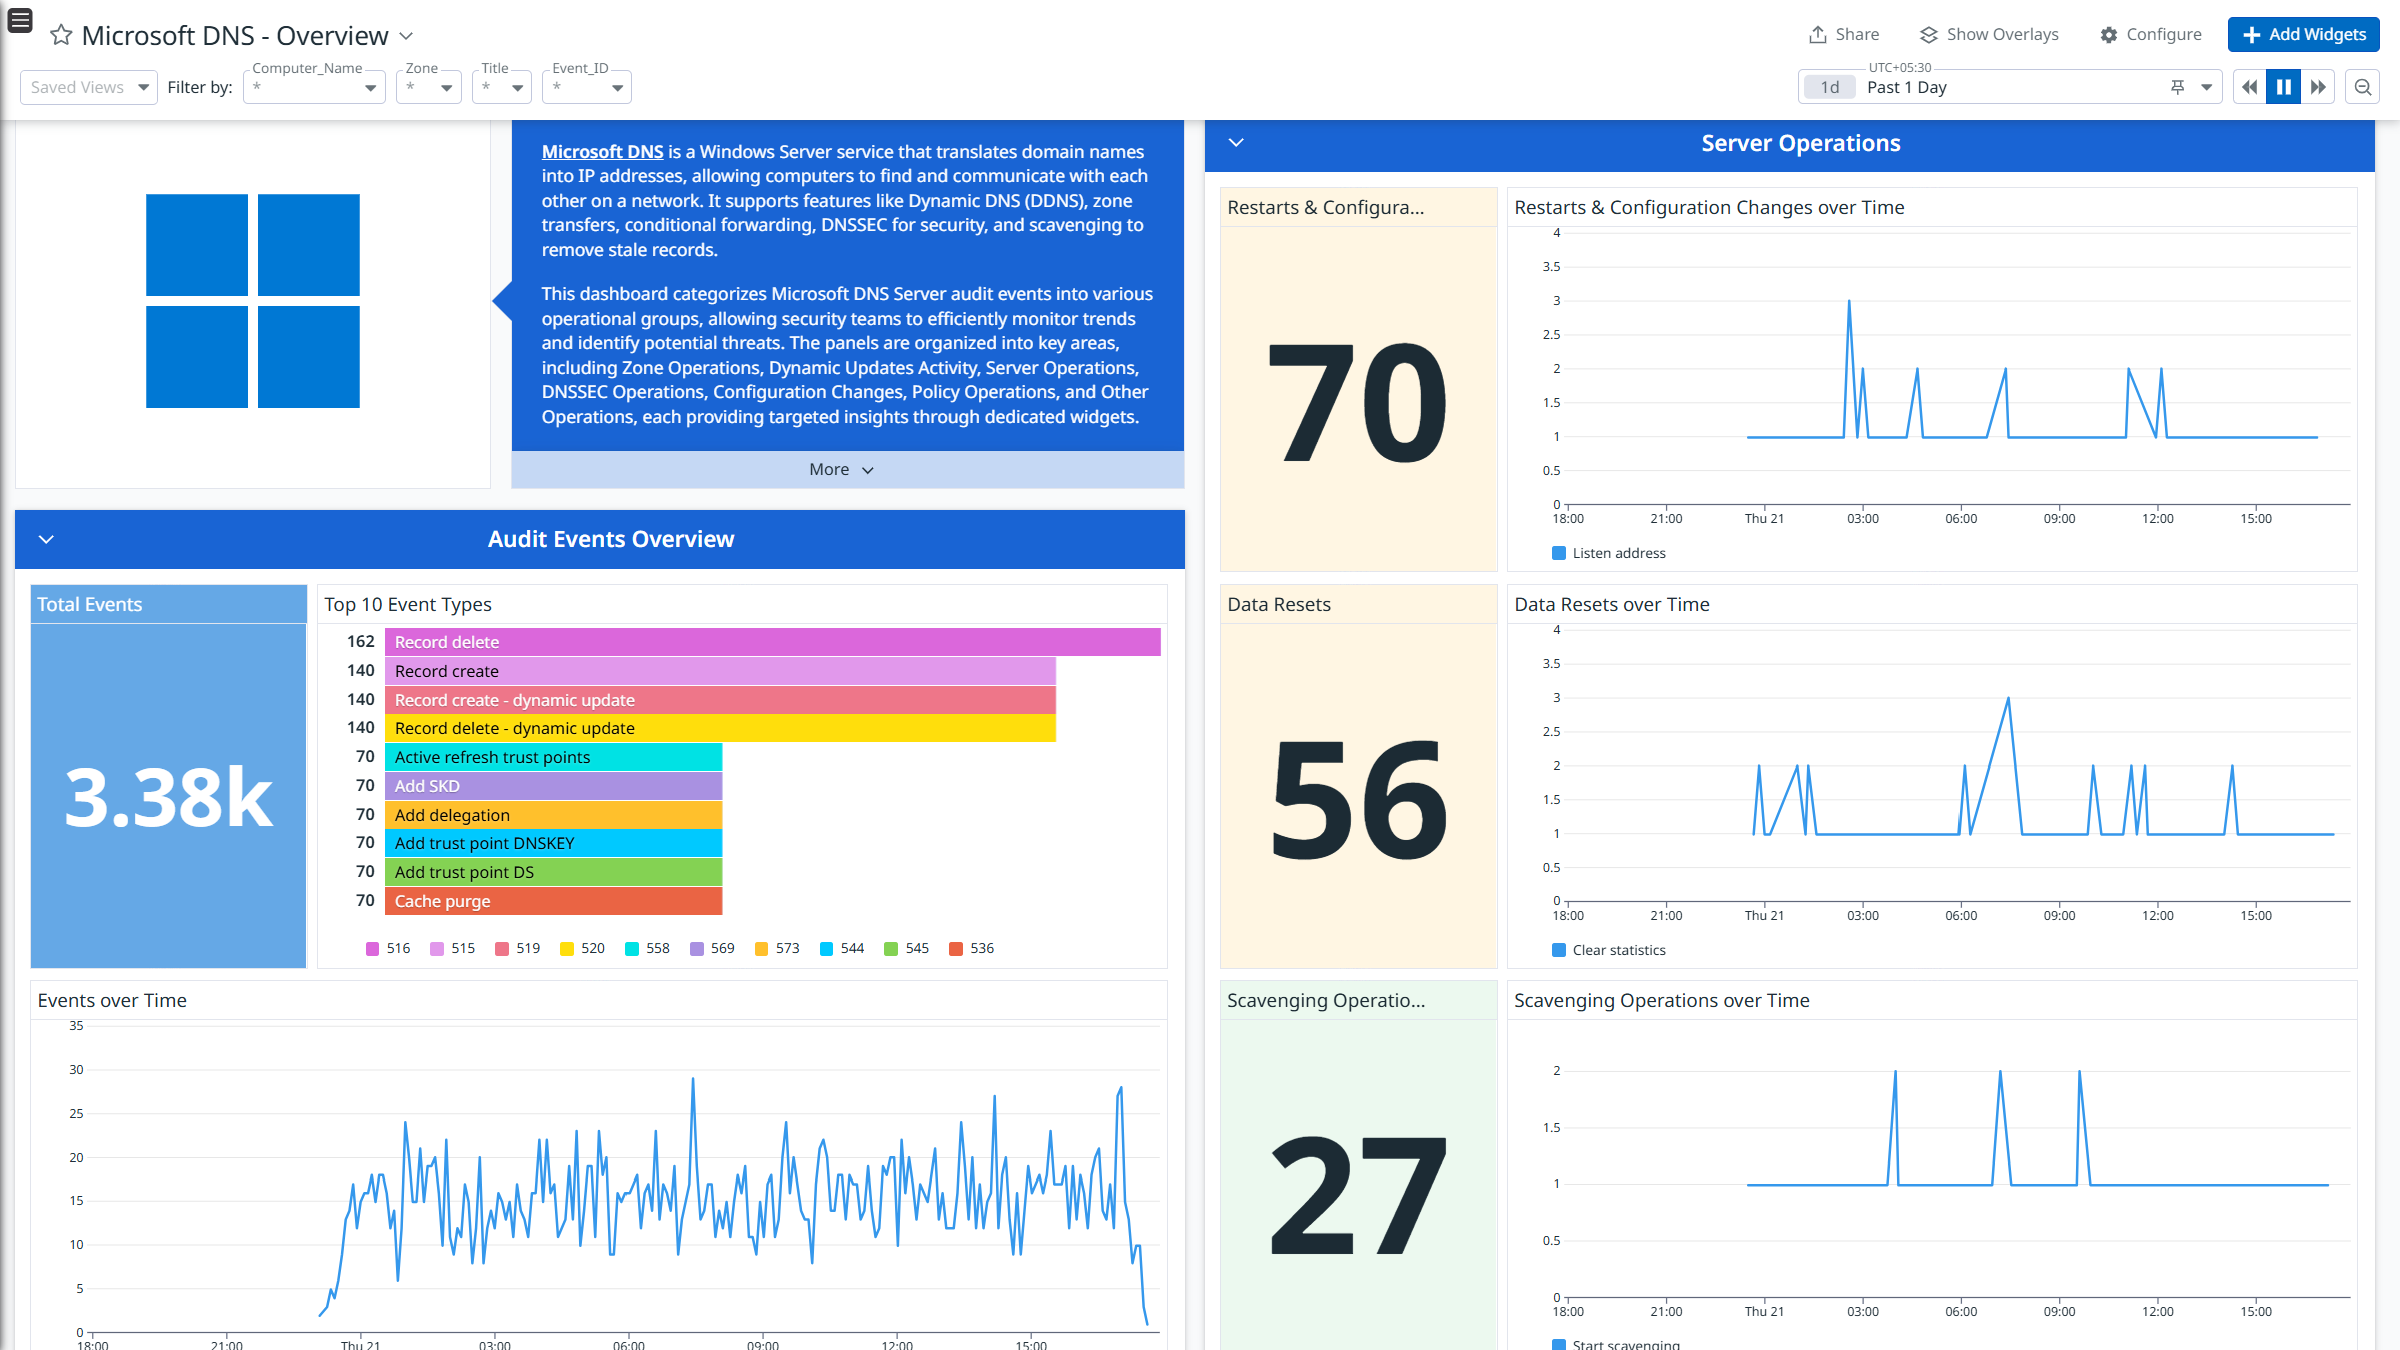 Microsoft DNS - Overview
Share
Show Overlays
Configure
Add Widgets
Saved Views
Filter by:
Computer_Name
*
Zone
*
Title
*
Event_ID
*
UTC+05:30
1d
Past 1 Day
Microsoft DNS is a Windows Server service that translates domain names
into IP addresses, allowing computers to find and communicate with each
other on a network. It supports features like Dynamic DNS (DDNS), zone
transfers, conditional forwarding, DNSSEC for security, and scavenging to
remove stale records.
This dashboard categorizes Microsoft DNS Server audit events into various
operational groups, allowing security teams to efficiently monitor trends
and identify potential threats. The panels are organized into key areas,
including Zone Operations, Dynamic Updates Activity, Server Operations,
DNSSEC Operations, Configuration Changes, Policy Operations, and Other
Operations, each providing targeted insights through dedicated widgets.
More
Audit Events Overview
Total Events
3.38k
Top 10 Event Types
162 Record delete
140 Record create
140 Record create - dynamic update
140 Record delete - dynamic update
70 Active refresh trust points
70 Add SKD
70 Add delegation
70 Add trust point DNSKEY
70 Add trust point DS
70 Cache purge
516 515 519 520 558 569 573 544 545 536
Events over Time
35
30
25
20
15
10
5
0
18:00 21:00 Thu 21 03:00 06:00 09:00 12:00 15:00
Server Operations
Restarts & Configura...
70
Restarts & Configuration Changes over Time
4
3.5
3
2.5
2
1.5
1
0.5
0
18:00 21:00 Thu 21 03:00 06:00 09:00 12:00 15:00
Listen address
Data Resets
56
Data Resets over Time
4
3.5
3
2.5
2
1.5
1
0.5
0
18:00 21:00 Thu 21 03:00 06:00 09:00 12:00 15:00
Clear statistics
Scavenging Operatio...
27
Scavenging Operations over Time
2
1.5
1
0.5
0
18:00 21:00 Thu 21 03:00 06:00 09:00 12:00 15:00
Start scavenging